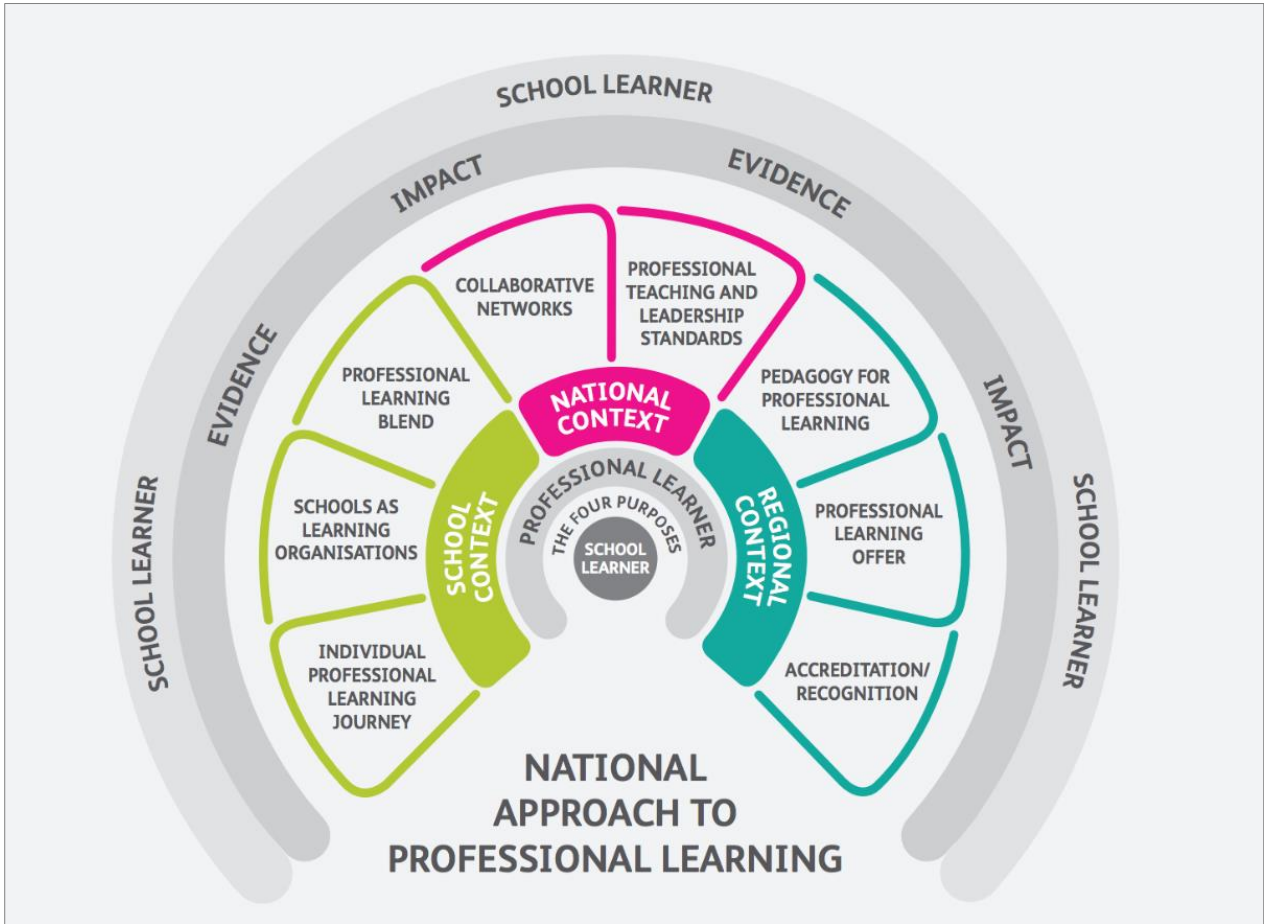 SCHOOL LEARNER
IMPACT
EVIDENCE
EVIDENCE
IMPACT
SCHOOL LEARNER
SCHOOL LEARNER
COLLABORATIVE
NETWORKS
PROFESSIONAL
TEACHING AND
LEADERSHIP
STANDARDS
PROFESSIONAL
LEARNING
BLEND
NATIONAL
CONTEXT
PEDAGOGY FOR
PROFESSIONAL
LEARNING
SCHOOLS AS
LEARNING
ORGANISATIONS
SCHOOL
CONTEXT
PROFESSIONAL LEARNER
THE FOUR PURPOSES
SCHOOL
LEARNER
REGIONAL
CONTEXT
PROFESSIONAL
LEARNING
OFFER
INDIVIDUAL
PROFESSIONAL
LEARNING
JOURNEY
ACCREDITATION/
RECOGNITION
NATIONAL
APPROACH TO
PROFESSIONAL LEARNING